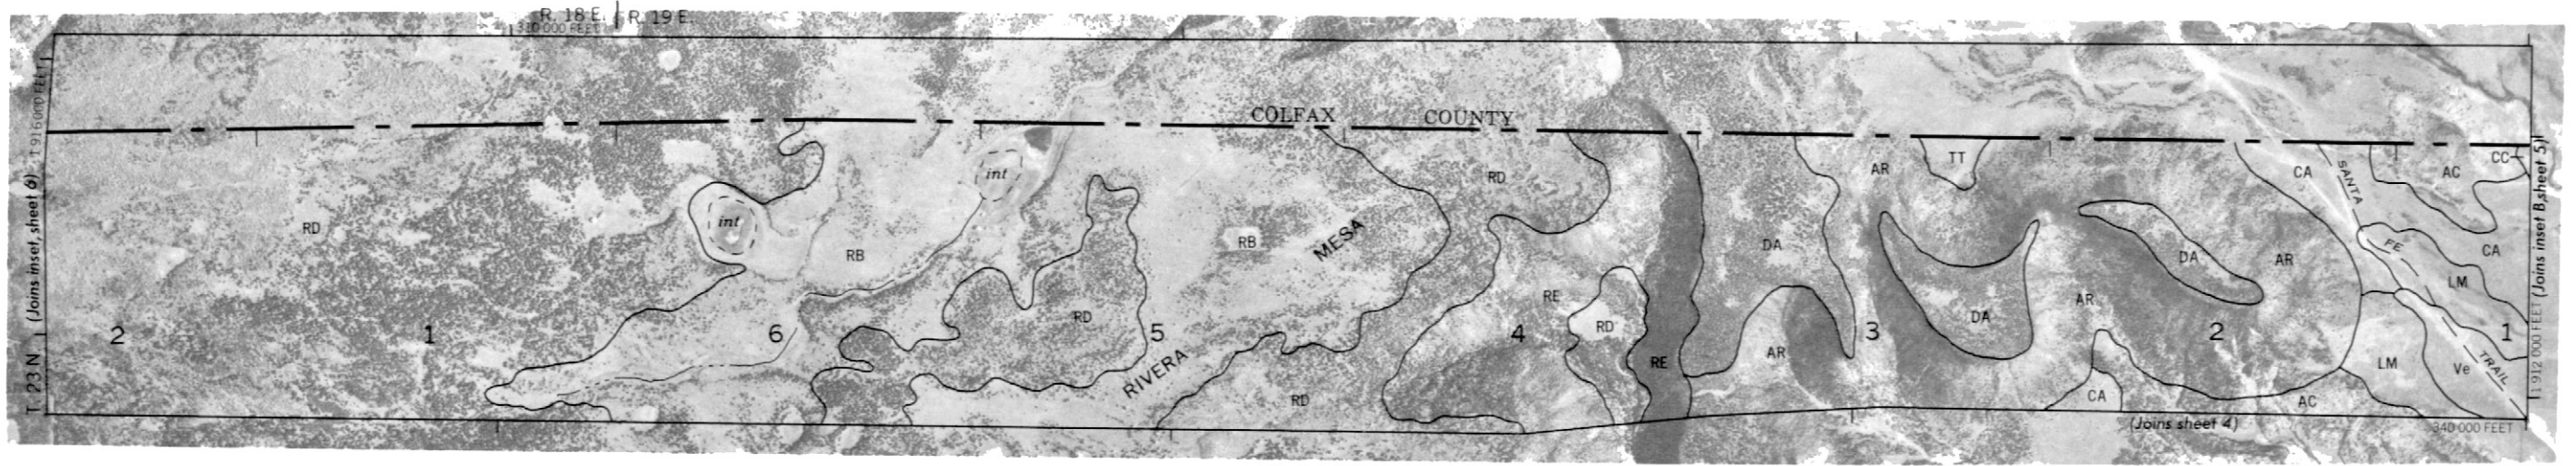 R. 18 E. | R. 19 E.
310 000 FEET
COLFAX COUNTY
1 916 000 FEET
(Joins inset, sheet 6)
T. 23 N.
RD
2
1
int
6
RB
int
RD
5
RB
RIVERA MESA
RD
RD
RE
4
RD
RE
DA
AR
3
AR
TT
DA
AR
DA
2
AR
CA
AC
CC
CA
SANTA FE TRAIL
LM
LM
Ve
1
CA
AC
(Joins sheet 4)
340 000 FEET
1 912 000 FEET
(Joins inset B, sheet 5)